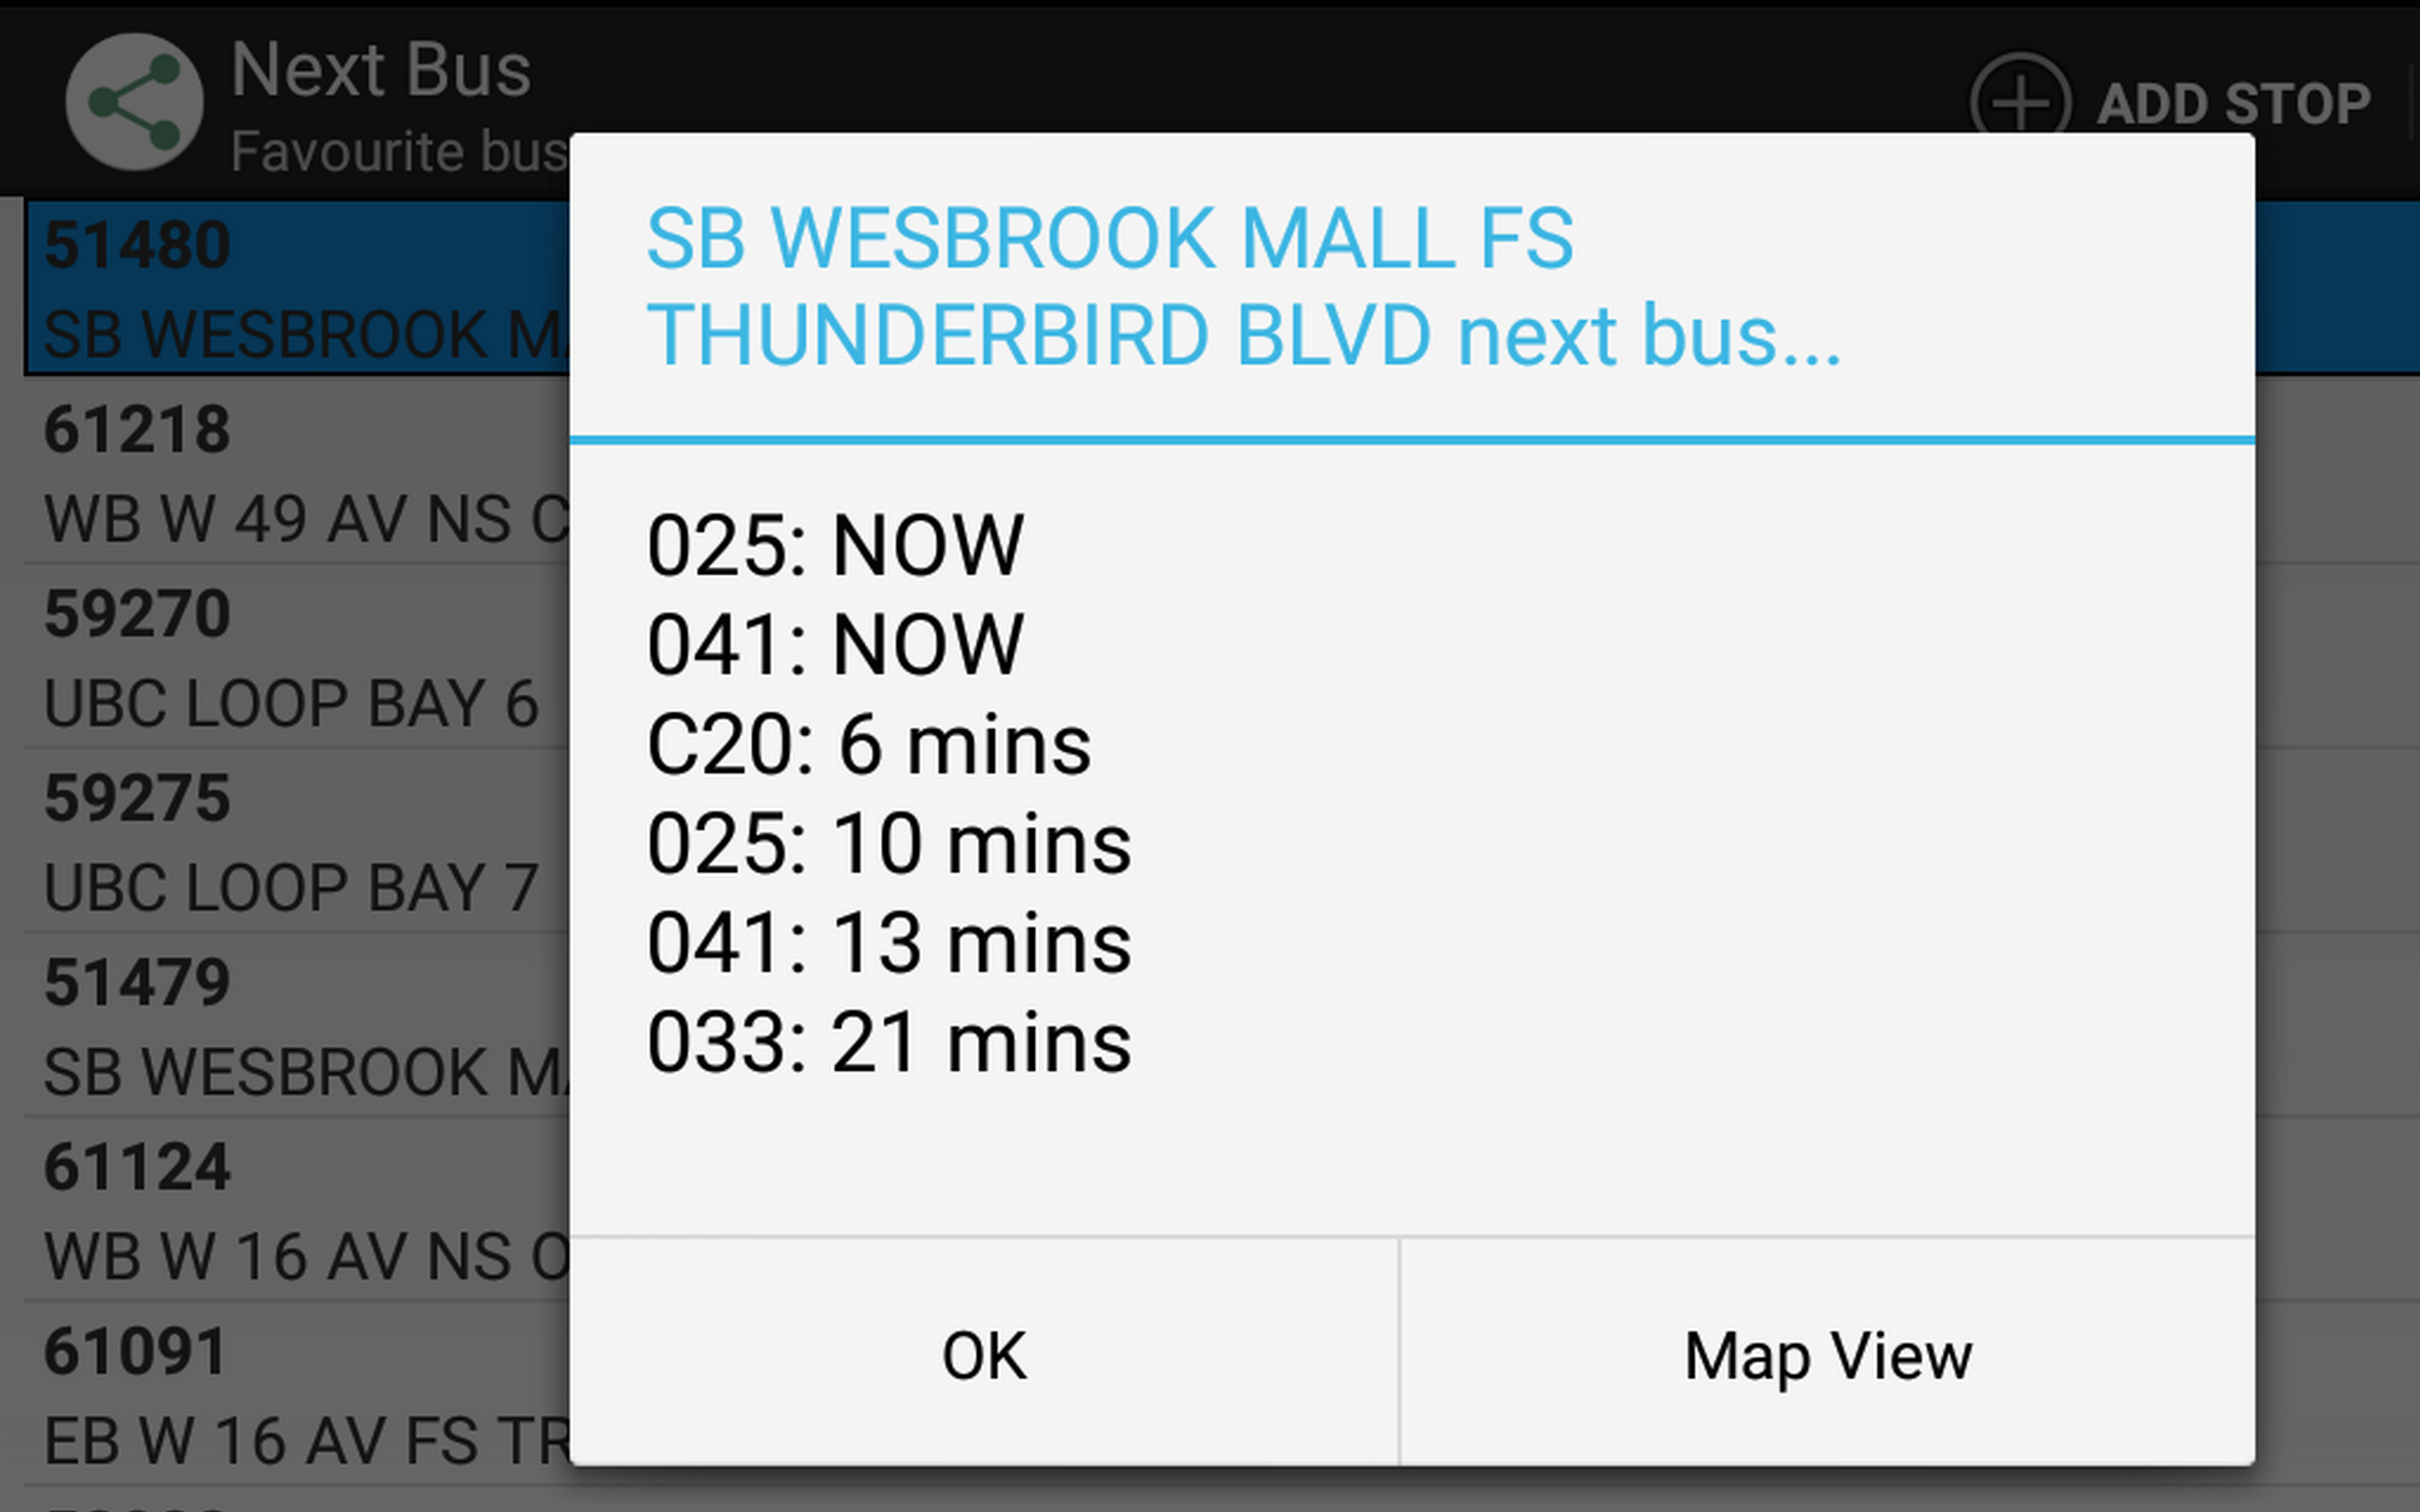 Next Bus
Favourite bus
ADD STOP
51480
SB WESBROOK M
61218
WB W 49 AV NS C
59270
UBC LOOP BAY 6
59275
UBC LOOP BAY 7
51479
SB WESBROOK M
61124
WB W 16 AV NS O
61091
EB W 16 AV FS TR
SB WESBROOK MALL FS
THUNDERBIRD BLVD next bus...
025: NOW
041: NOW
C20: 6 mins
025: 10 mins
041: 13 mins
033: 21 mins
OK
Map View